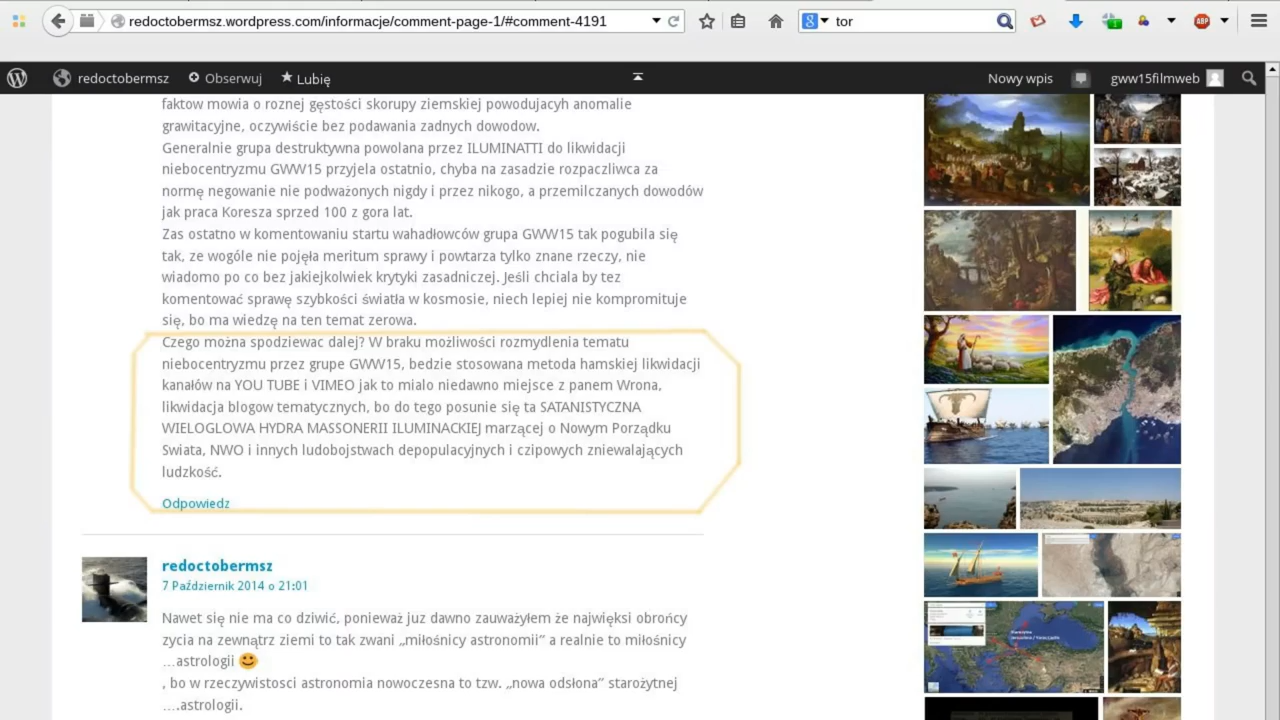 redoctobermsz.wordpress.com/informacje/comment-page-1/#comment-4191
tor
redoctobermsz
Obserwuj
Lubię
Nowy wpis
gww15filmweb
faktow mowia o roznej gęstości skorupy ziemskiej powodujacyh anomalie
grawitacyjne, oczywiście bez podawania zadnych dowodow.
Generalnie grupa destruktywna powolana przez ILUMINATTI do likwidacji
niebocentryzmu GWW15 przyjela ostatnio, chyba na zasadzie rozpaczliwca za
normę negowanie nie podważonych nigdy i przez nikogo, a przemilczanych dowodów
jak praca Koresza sprzed 100 z gora lat.
Zas ostatno w komentowaniu stanu wahadłowców grupa GWW15 tak pogubila się
tak, ze wogóle nie pojęła meritum sprawy i powtarza tylko znane rzeczy, nie
wiadomo po co bez jakiejkolwiek krytyki zasadniczej. Jeśli chciala by tez
komentować sprawę szybkości światła w kosmosie, niech lepiej nie kompromituje
się, bo ma wiedzę na ten temat zerowa.
Czego można spodziewac dalej? W braku możliwości rozmydlenia tematu
niebocentryzmu przez grupe GWW15, bedzie stosowana metoda hamskiej likwidacji
kanałów na YOU TUBE i VIMEO jak to mialo niedawno miejsce z panem Wrona,
likwidacja blogow tematycznych, bo do tego posunie się ta SATANISTYCZNA
WIELOGLOWA HYDRA MASSONERII ILUMINACKIEJ marzącej o Nowym Porządku
Swiata, NWO i innych ludobojstwach depopulacyjnych i czipowych zniewalających
ludzkość.
Odpowiedz
redoctobermsz
7 Październik 2014 o 21:01
Nawet się nie ma co dziwić, ponieważ niedawno zauważyłem że najwięksi obrońcy
zycia na zewnatrz ziemi to tak zwani „miłośnicy astronomii" a realnie to miłośnicy
…astrologii
, bo w rzeczywistosci astronomia nowoczesna to tzw. „nowa odsłona" starożytnej
….astrologii.